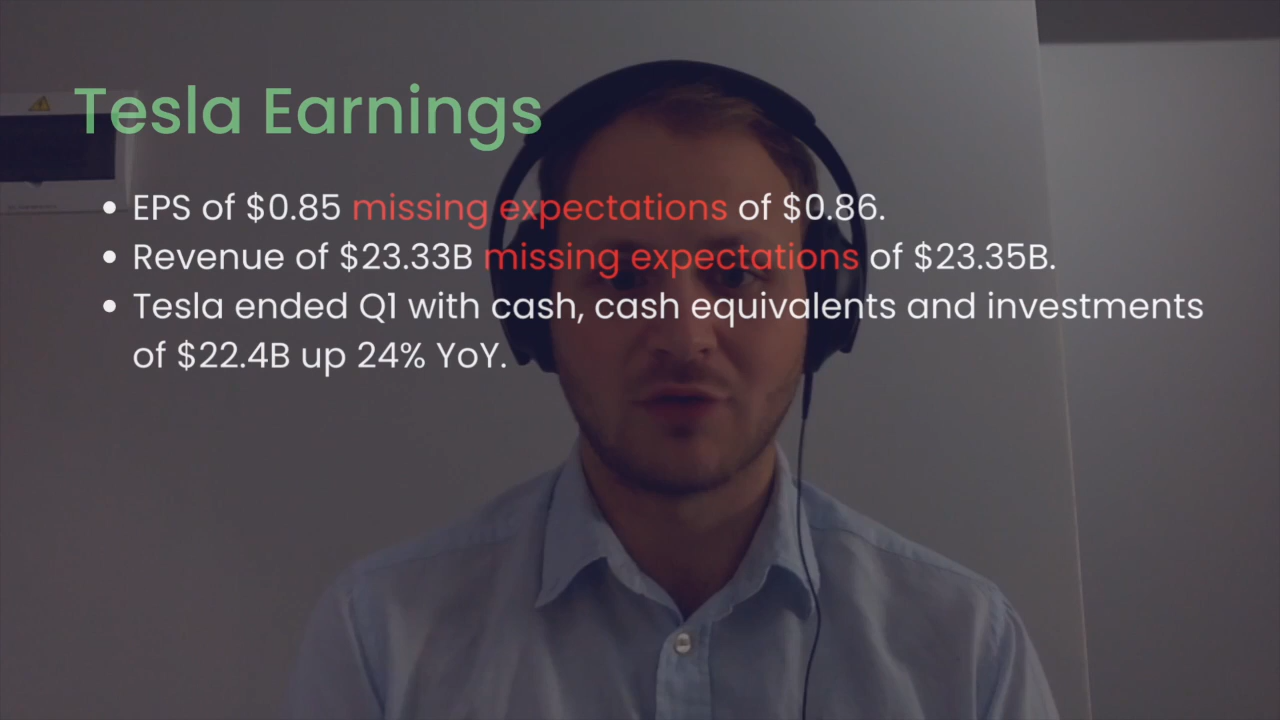 Tesla Earnings
• EPS of $0.85 missing expectations of $0.86.
• Revenue of $23.33B missing expectations of $23.35B.
• Tesla ended Q1 with cash, cash equivalents and investments
of $22.4B up 24% YoY.